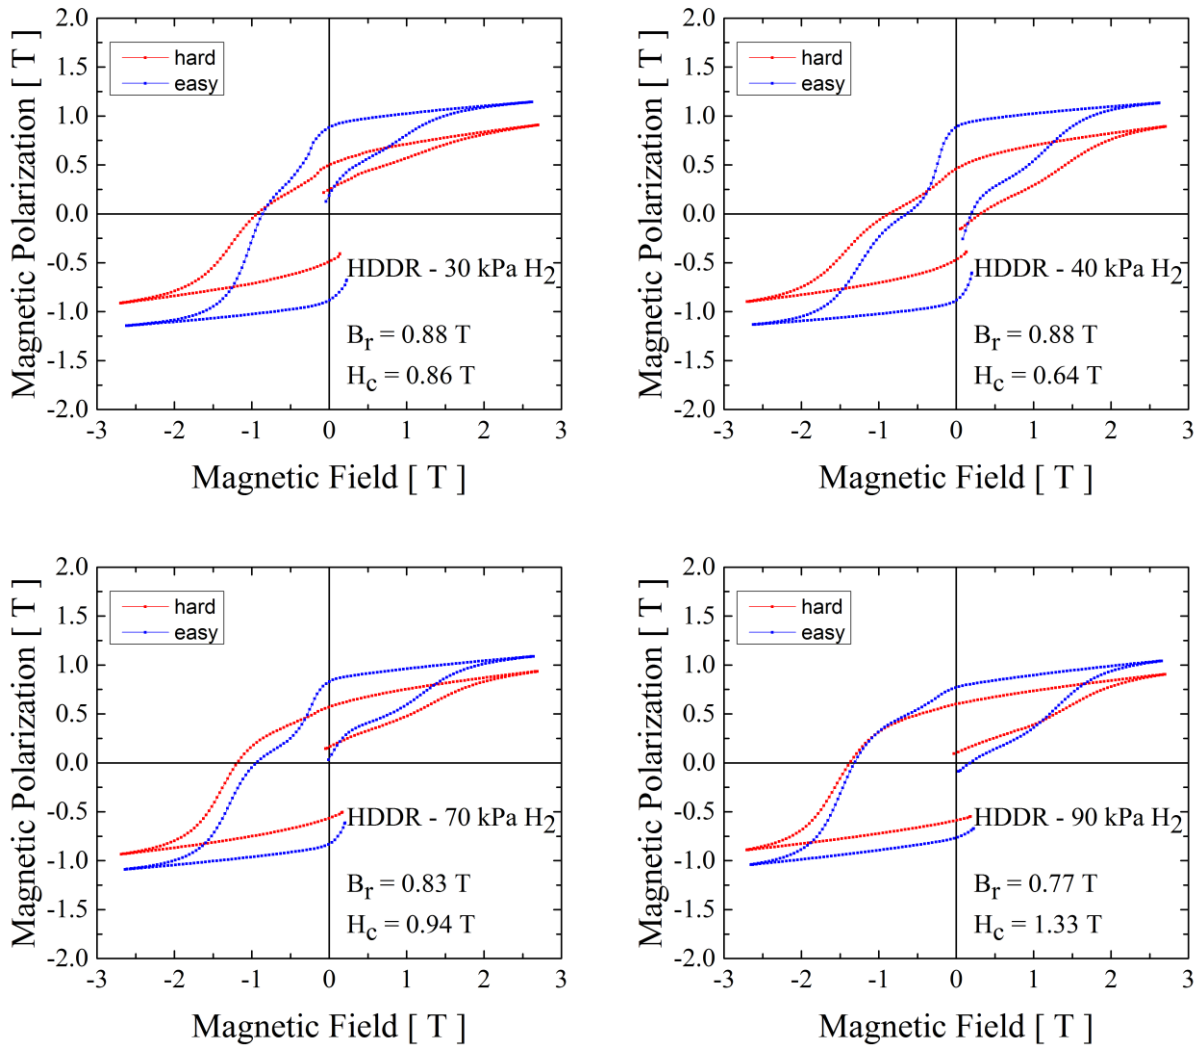 2.0
1.5
1.0
0.5
0.0
-0.5
-1.0
-1.5
-2.0
Magnetic Polarization [ T ]
hard
easy
HDDR - 30 kPa H2
Br = 0.88 T
Hc = 0.86 T
-3 -2 -1 0 1 2 3
Magnetic Field [ T ]
2.0
1.5
1.0
0.5
0.0
-0.5
-1.0
-1.5
-2.0
Magnetic Polarization [ T ]
hard
easy
HDDR - 40 kPa H2
Br = 0.88 T
Hc = 0.64 T
-3 -2 -1 0 1 2 3
Magnetic Field [ T ]
2.0
1.5
1.0
0.5
0.0
-0.5
-1.0
-1.5
-2.0
Magnetic Polarization [ T ]
hard
easy
HDDR - 70 kPa H2
Br = 0.83 T
Hc = 0.94 T
-3 -2 -1 0 1 2 3
Magnetic Field [ T ]
2.0
1.5
1.0
0.5
0.0
-0.5
-1.0
-1.5
-2.0
Magnetic Polarization [ T ]
hard
easy
HDDR - 90 kPa H2
Br = 0.77 T
Hc = 1.33 T
-3 -2 -1 0 1 2 3
Magnetic Field [ T ]